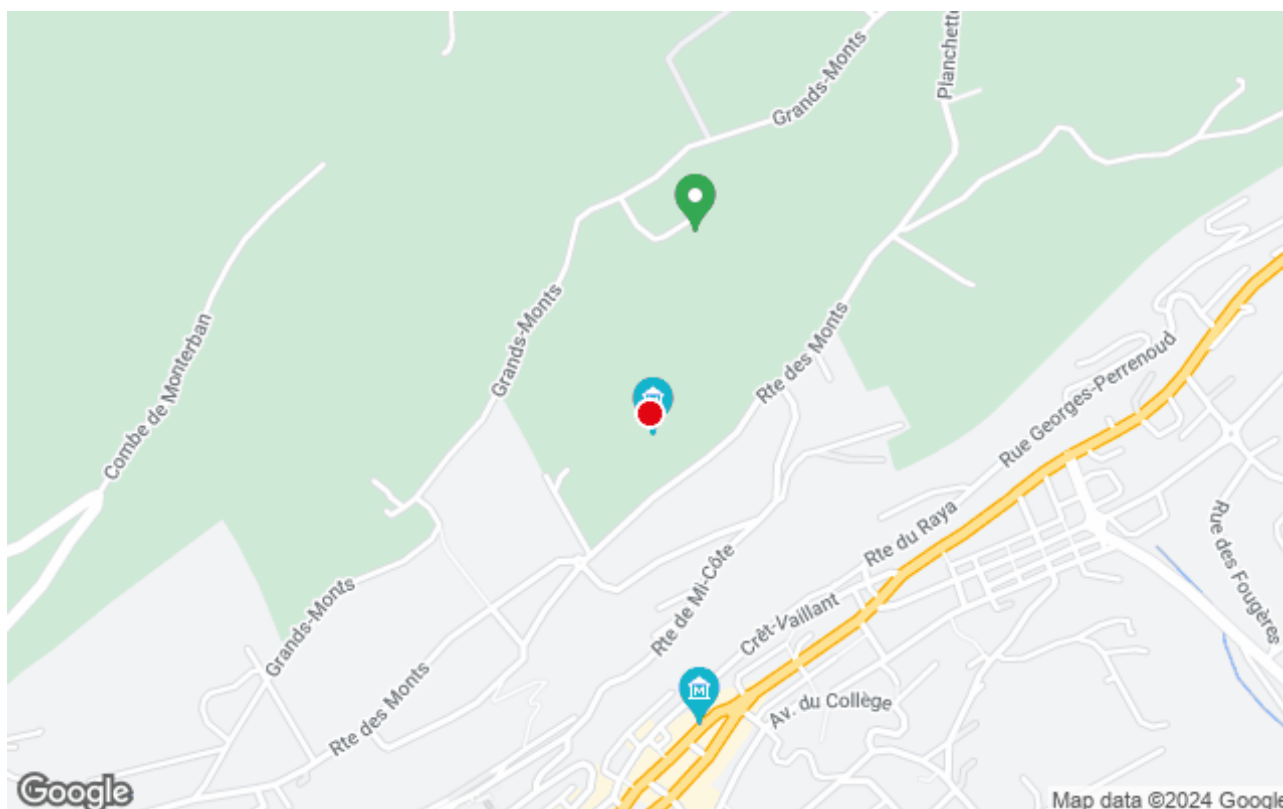 Planchette
Grands-Monts
Grands-Monts
Combe de Monterban
Rte des Monts
Rue Georges-Perrenoud
Rte du Raya
Rue des Fougères
Rte de Mi-Côte
Crêt-Vaillant
Grands-Monts
Rte des Monts
Av. du Collège
M
Google
Map data ©2024 Google